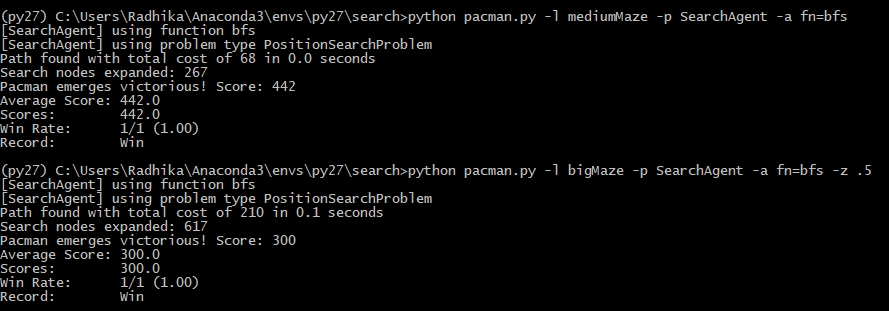 (py27) C:\Users\Radhika\Anaconda3\envs\py27\search>python pacman.py -l mediumMaze -p SearchAgent -a fn=bfs
[SearchAgent] using function bfs
[SearchAgent] using problem type PositionSearchProblem
Path found with total cost of 68 in 0.0 seconds
Search nodes expanded: 267
Pacman emerges victorious! Score: 442
Average Score: 442.0
Scores:        442.0
Win Rate:      1/1 (1.00)
Record:        Win
(py27) C:\Users\Radhika\Anaconda3\envs\py27\search>python pacman.py -l bigMaze -p SearchAgent -a fn=bfs -z .5
[SearchAgent] using function bfs
[SearchAgent] using problem type PositionSearchProblem
Path found with total cost of 210 in 0.1 seconds
Search nodes expanded: 617
Pacman emerges victorious! Score: 300
Average Score: 300.0
Scores:        300.0
Win Rate:      1/1 (1.00)
Record:        Win